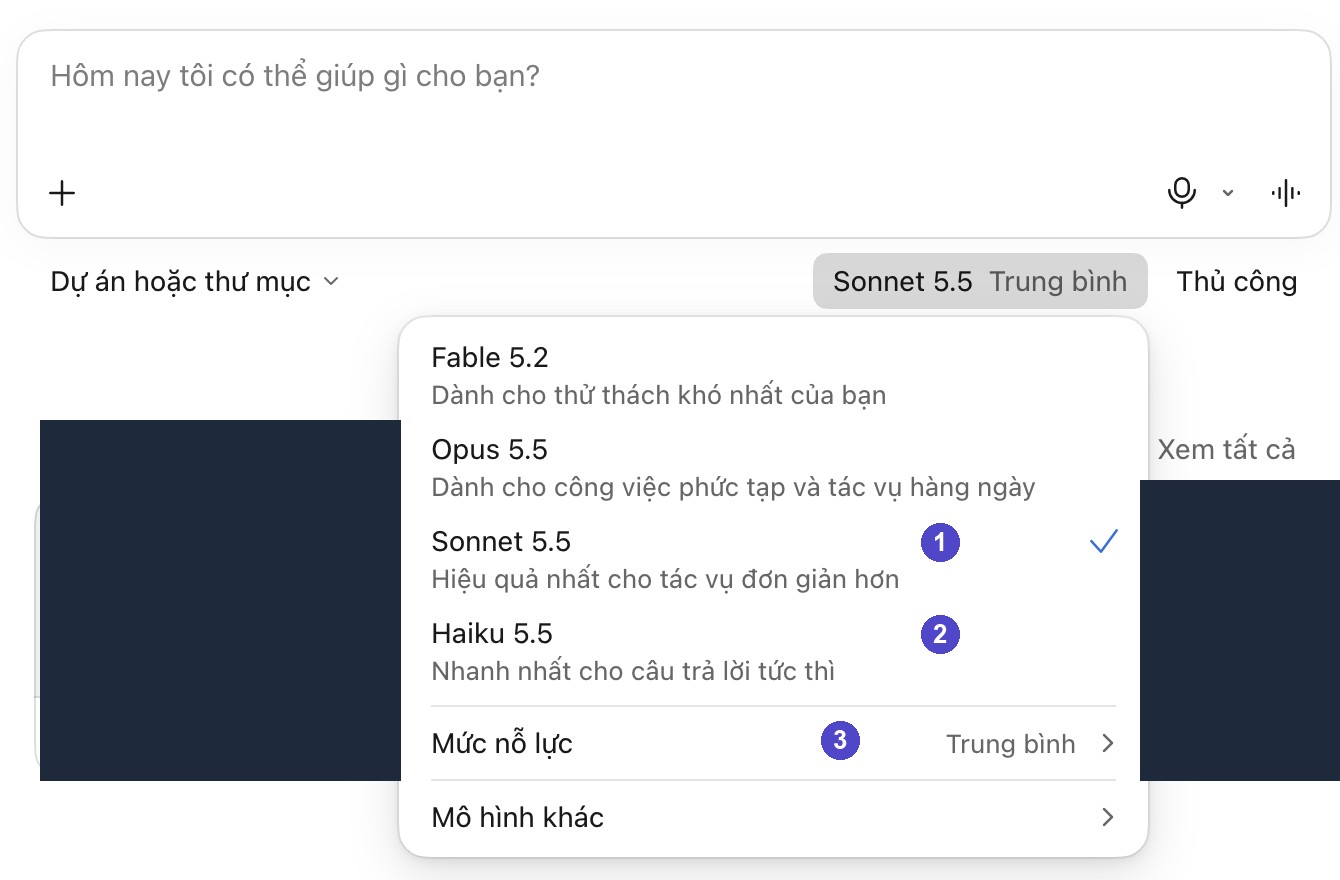 Hôm nay tôi có thể giúp gì cho bạn?
Dự án hoặc thư mục
Sonnet 5.5 Trung bình Thủ công
Fable 5.2
Dành cho thử thách khó nhất của bạn
Opus 5.5
Xem tất cả
Dành cho công việc phức tạp và tác vụ hàng ngày
Sonnet 5.5 1
Hiệu quả nhất cho tác vụ đơn giản hơn
Haiku 5.5 2
Nhanh nhất cho câu trả lời tức thì
Mức nỗ lực 3 Trung bình
Mô hình khác